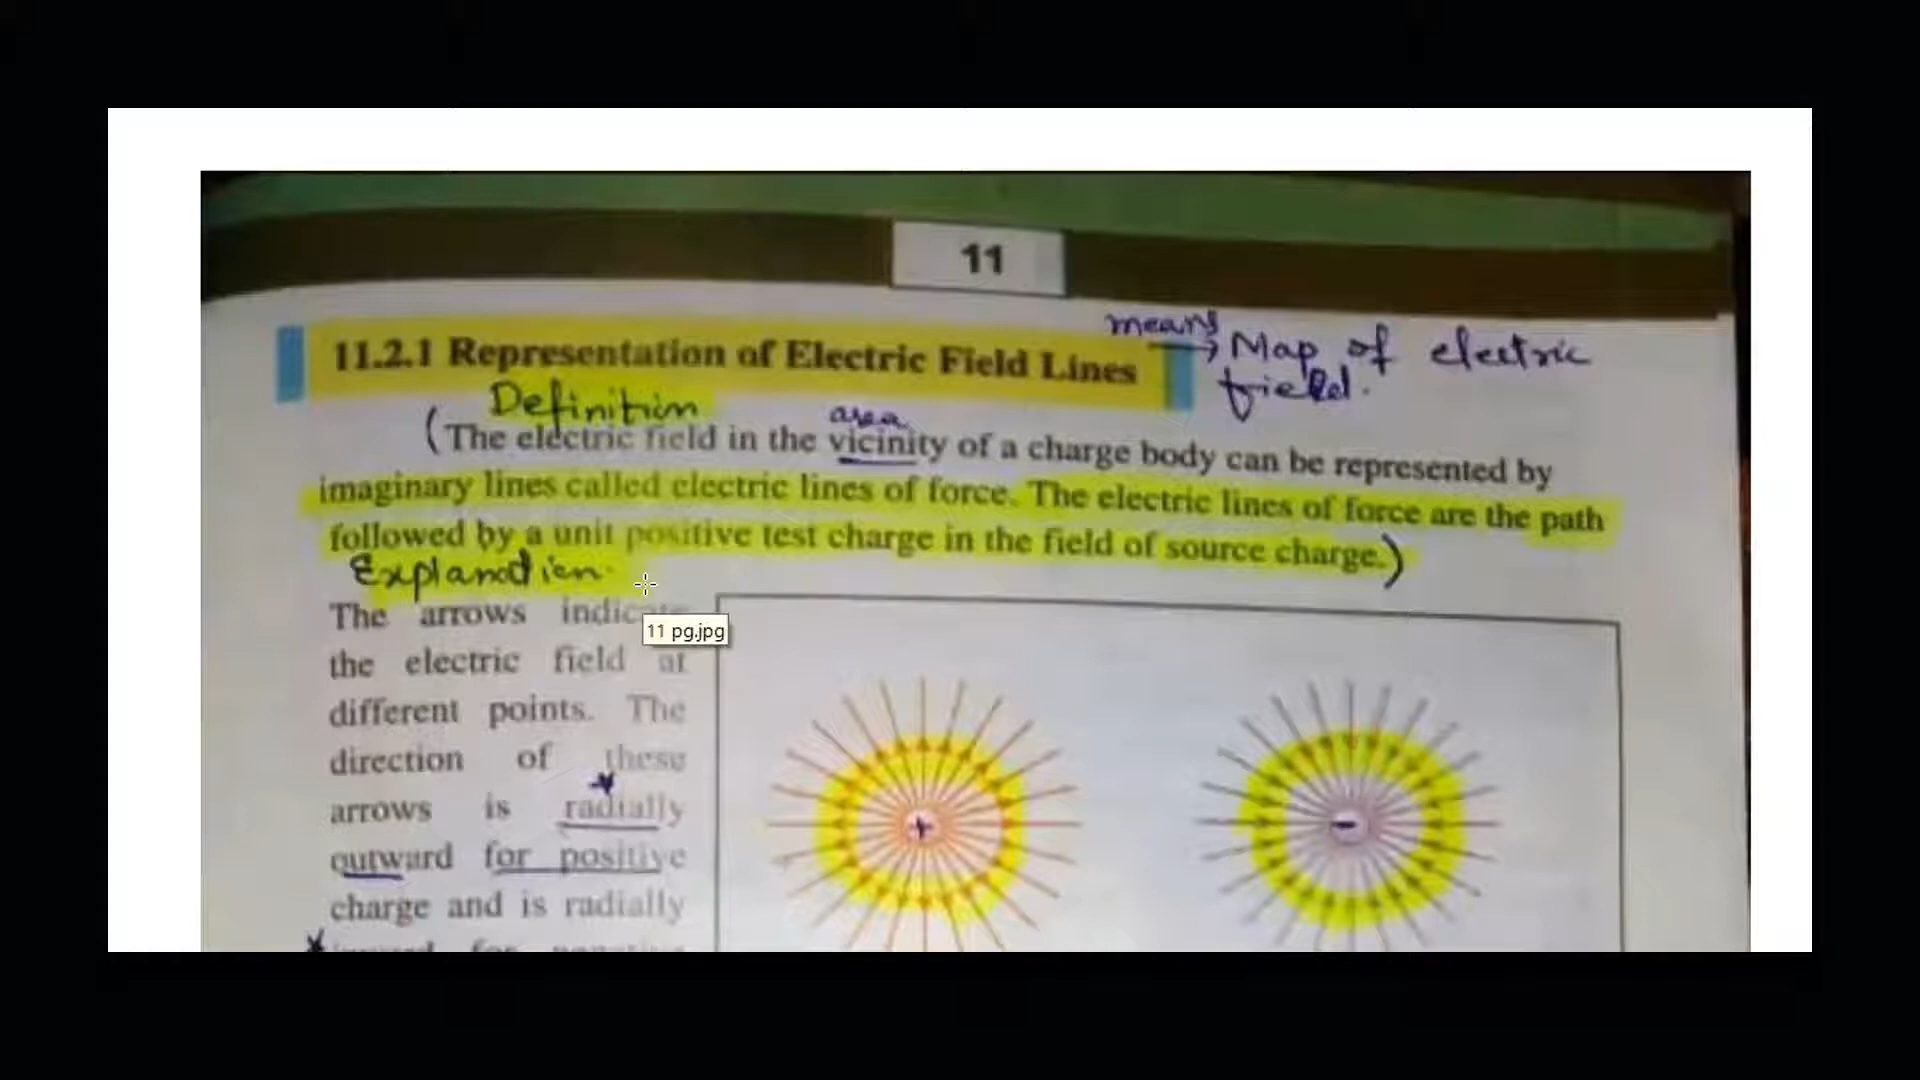 11
means
11.2.1 Representation of Electric Field Lines → Map of electric
field.
Definition
area
(The electric field in the vicinity of a charge body can be represented by
imaginary lines called electric lines of force. The electric lines of force are the path
followed by a unit positive test charge in the field of source charge.)
Explanation.
The arrows indicate
11 pg.jpg
the electric field at
different points. The
direction of these
arrows is radially
outward for positive
charge and is radially
inward for negative
+
-